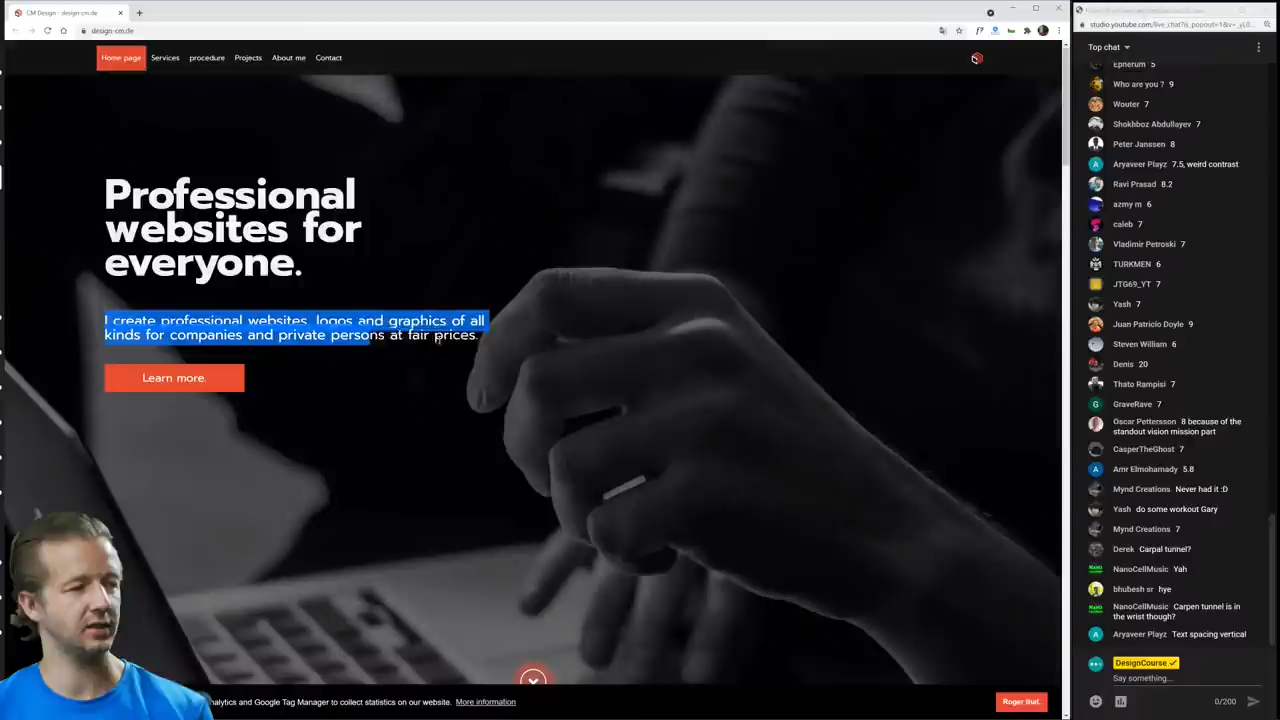 CM Design - design-cm.de
studio.youtube.com/live_chat?is_popout=1&v=_yL0...
design-cm.de
Home page
Services
procedure
Projects
About me
Contact
Professional
websites for
everyone.
I create professional websites, logos and graphics of all
kinds for companies and private persons at fair prices.
Learn more.
nalytics and Google Tag Manager to collect statistics on our website. More information
Roger that.
Top chat
Epherum 5
Who are you ? 9
Wouter 7
Shokhboz Abdullayev 7
Peter Janssen 8
Aryaveer Playz 7.5, weird contrast
Ravi Prasad 8.2
azmy m 6
caleb 7
Vladimir Petroski 7
TURKMEN 6
JTG69_YT 7
Yash 7
Juan Patricio Doyle 9
Steven William 6
Denis 20
Thato Rampisi 7
GraveRave 7
Oscar Pettersson 8 because of the
standout vision mission part
CasperTheGhost 7
Amr Elmohamady 5.8
Mynd Creations Never had it :D
Yash do some workout Gary
Mynd Creations 7
Derek Carpal tunnel?
NanoCellMusic Yah
bhubesh sr hye
NanoCellMusic Carpen tunnel is in
the wrist though?
Aryaveer Playz Text spacing vertical
DesignCourse
Say something...
0/200